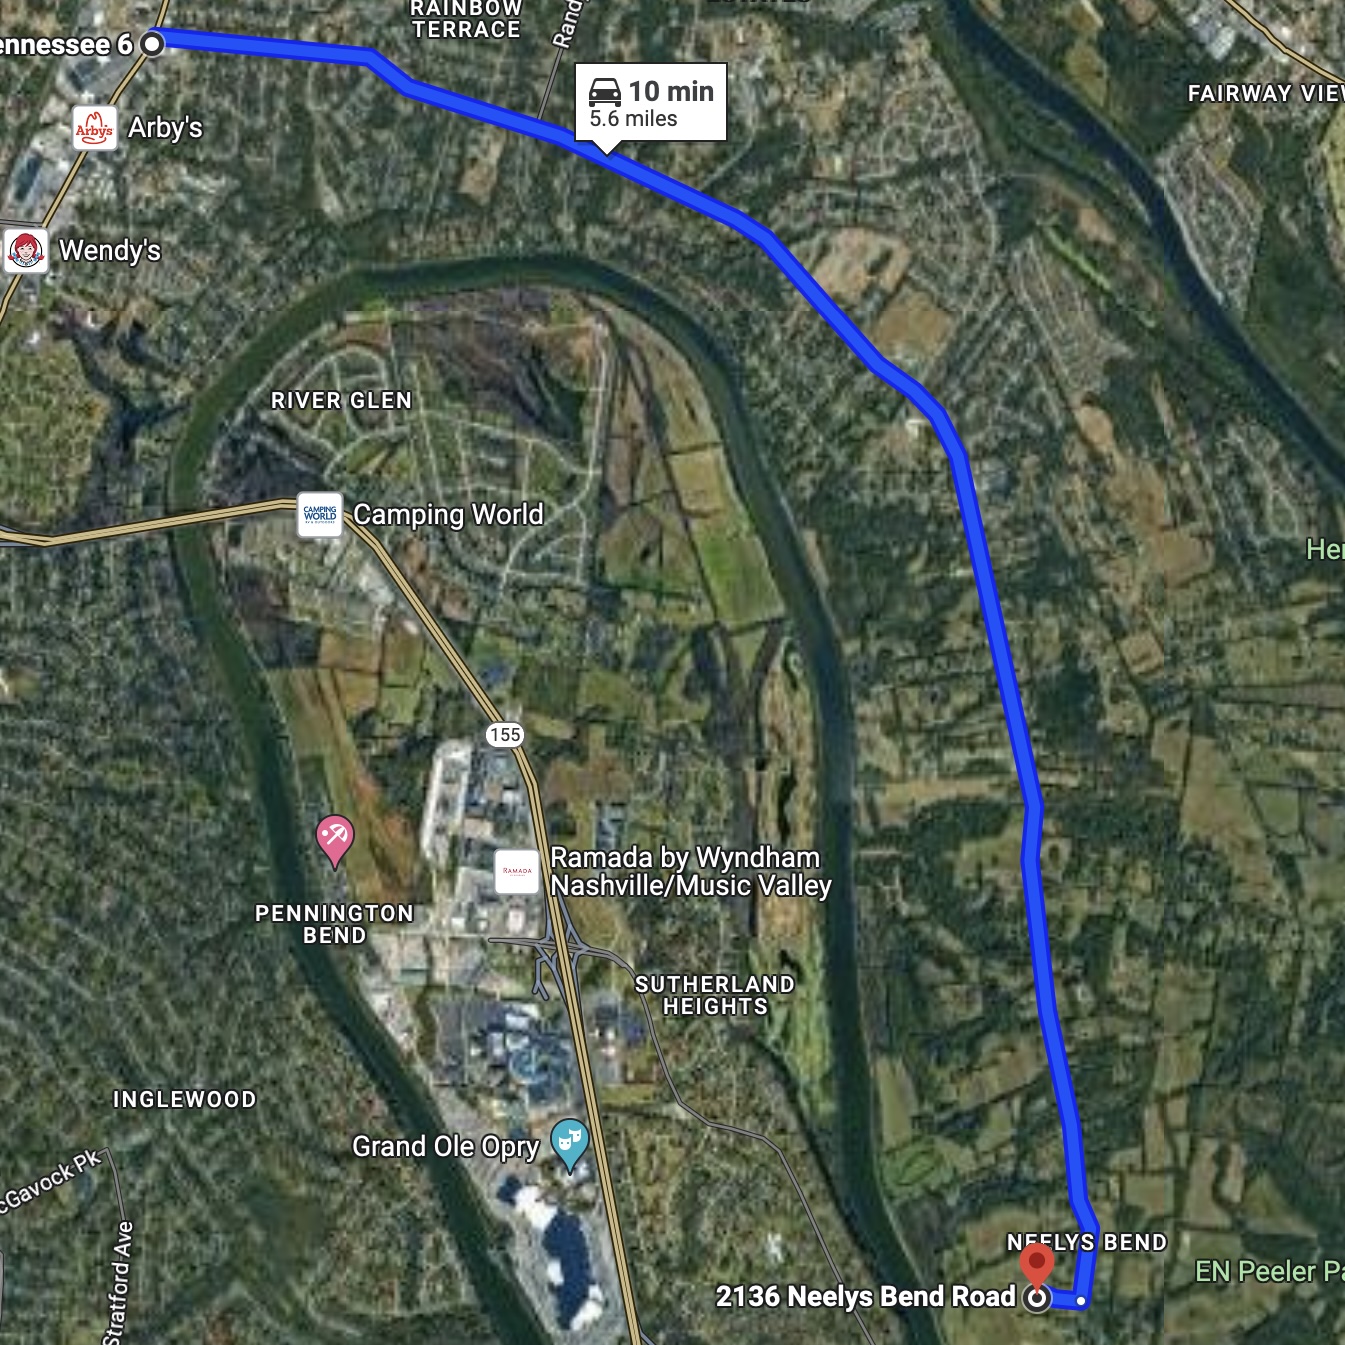 RAINBOW
TERRACE
Rand
ennessee 6
10 min
5.6 miles
FAIRWAY VIEW
Arby's
Arby's
Wendy's
RIVER GLEN
CAMPING
WORLD
Camping World
Her
155
RAMADA
Ramada by Wyndham
Nashville/Music Valley
PENNINGTON
BEND
SUTHERLAND
HEIGHTS
INGLEWOOD
Grand Ole Opry
cGavock Pk
Stratford Ave
NEELYS BEND
EN Peeler Pa
2136 Neelys Bend Road